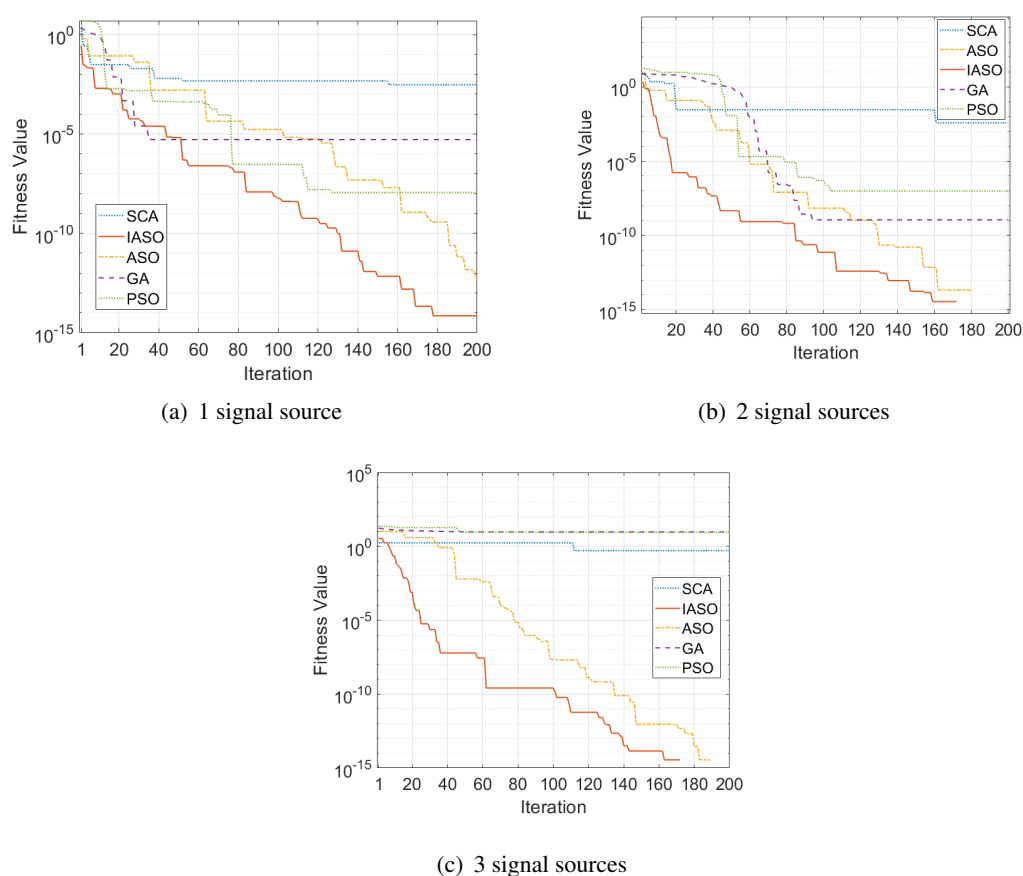 10^0
10^-5
10^-10
10^-15
Fitness Value
1 20 40 60 80 100 120 140 160 180 200
Iteration
SCA
IASO
ASO
GA
PSO
(a) 1 signal source
10^0
10^-5
10^-10
10^-15
Fitness Value
20 40 60 80 100 120 140 160 180 200
Iteration
SCA
ASO
IASO
GA
PSO
(b) 2 signal sources
10^5
10^0
10^-5
10^-10
10^-15
Fitness Value
1 20 40 60 80 100 120 140 160 180 200
Iteration
SCA
IASO
ASO
GA
PSO
(c) 3 signal sources